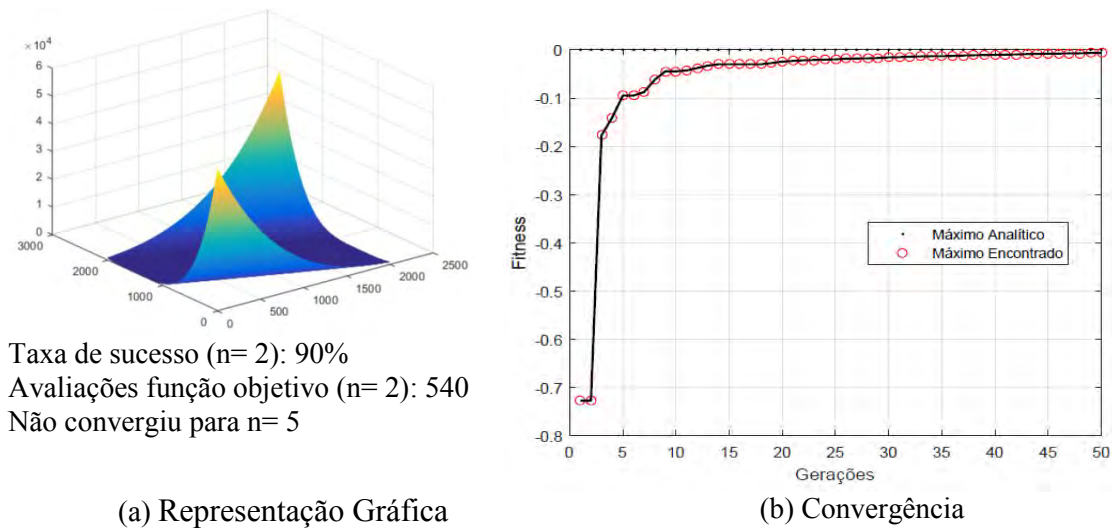 ×10^4
6
5
4
3
2
1
0
3000
2000
1000
0
0
500
1000
1500
2000
2500
Taxa de sucesso (n= 2): 90%
Avaliações função objetivo (n= 2): 540
Não convergiu para n= 5
(a) Representação Gráfica
0
-0.1
-0.2
-0.3
-0.4
-0.5
-0.6
-0.7
-0.8
Fitness
Máximo Analítico
Máximo Encontrado
0 5 10 15 20 25 30 35 40 45 50
Gerações
(b) Convergência